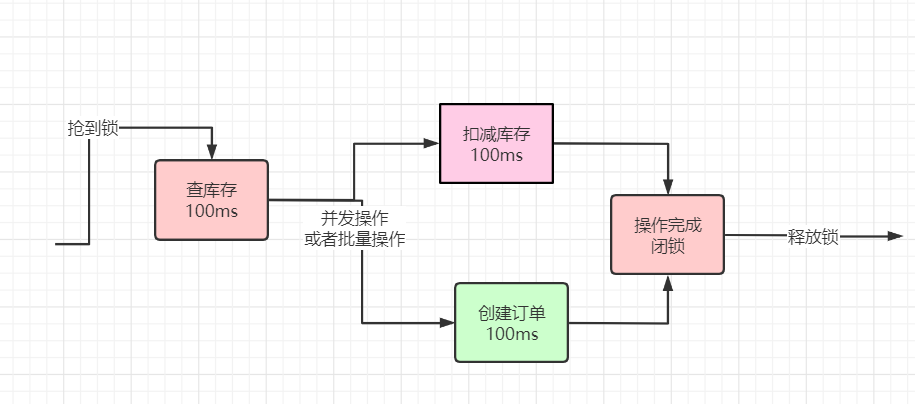 抢到锁
查库存
100ms
并发操作
或者批量操作
扣减库存
100ms
创建订单
100ms
操作完成
闭锁
释放锁